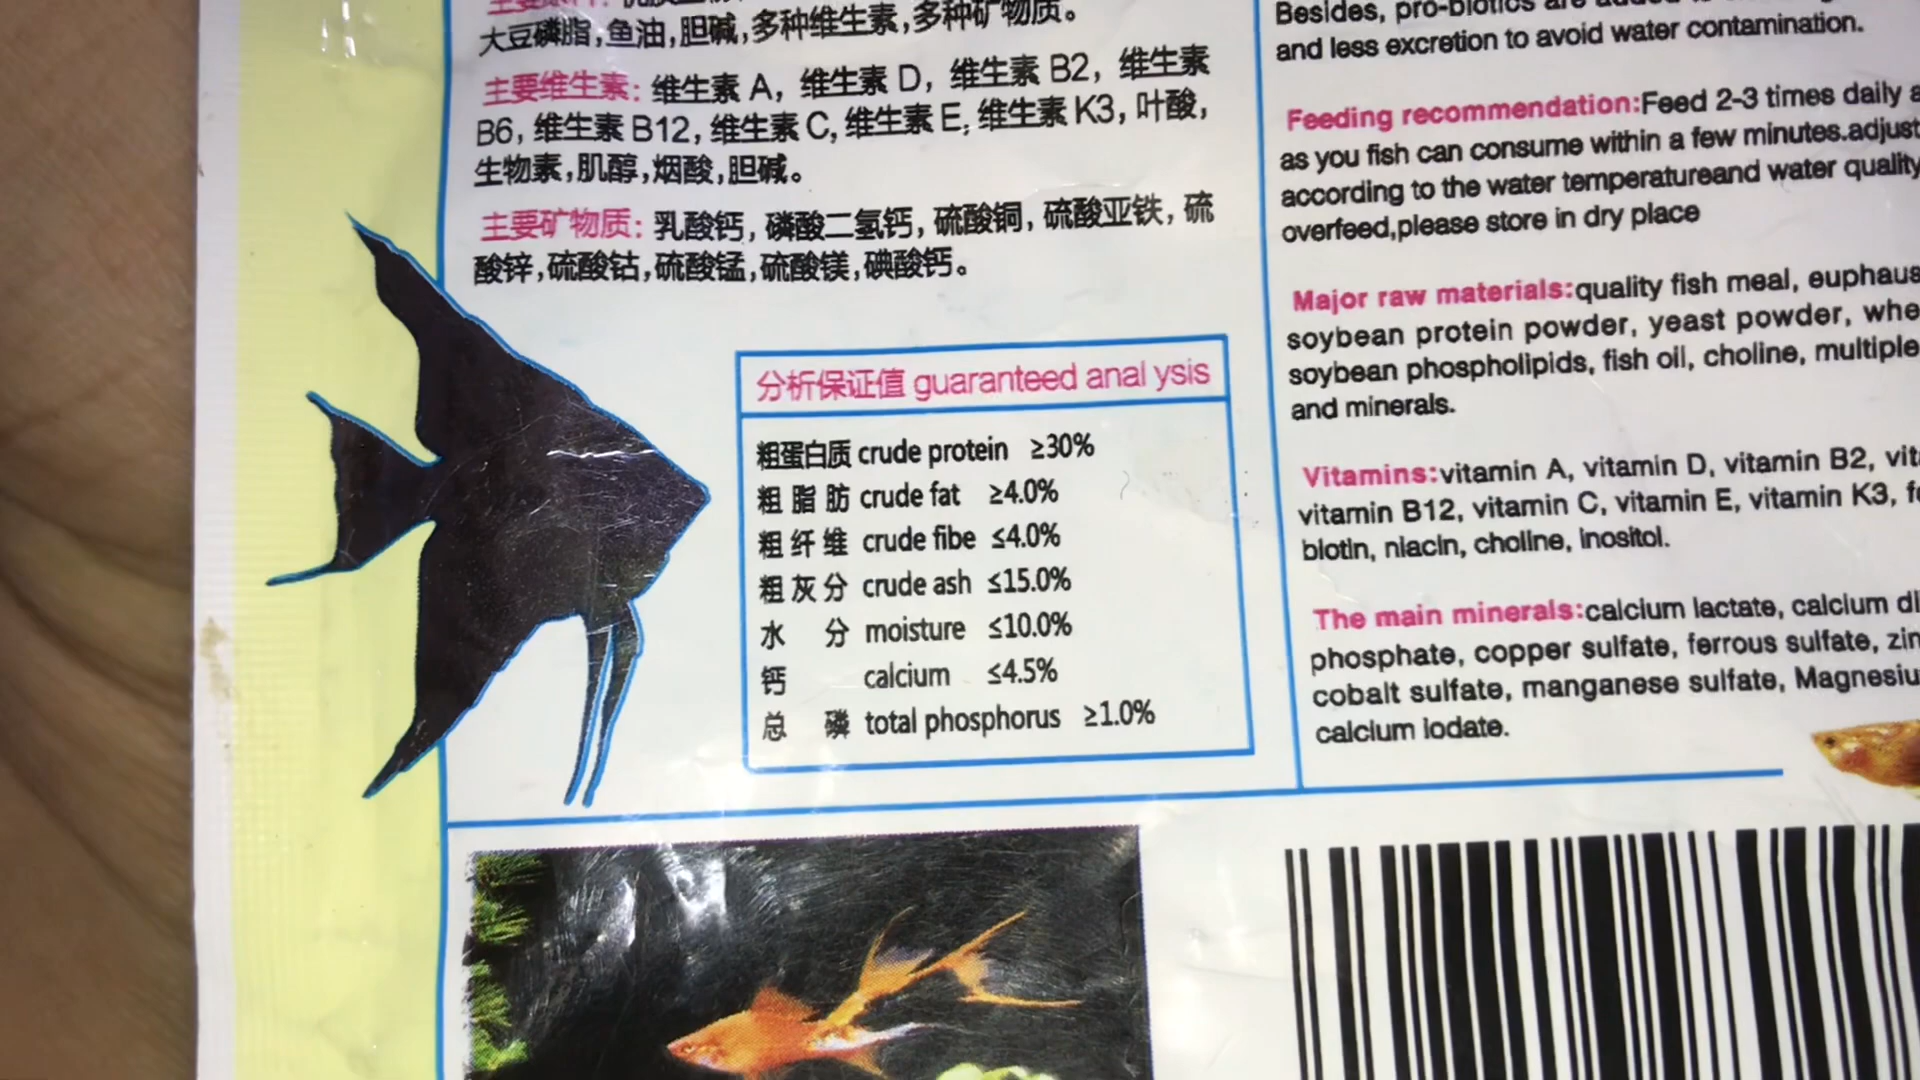 大豆磷脂,鱼油,胆碱,多种维生素,多种矿物质。
主要维生素: 维生素 A, 维生素 D, 维生素 B2, 维生素
B6, 维生素 B12, 维生素 C, 维生素 E, 维生素 K3, 叶酸,
生物素,肌醇,烟酸,胆碱。
主要矿物质: 乳酸钙, 磷酸二氢钙, 硫酸铜, 硫酸亚铁, 硫
酸锌,硫酸钴,硫酸锰,硫酸镁,碘酸钙。
分析保证值 guaranteed anal ysis
粗蛋白质 crude protein ≥30%
粗 脂 肪 crude fat ≥4.0%
粗 纤 维 crude fibe ≤4.0%
粗 灰 分 crude ash ≤15.0%
水 分 moisture ≤10.0%
钙 calcium ≤4.5%
总 磷 total phosphorus ≥1.0%
Besides, pro-biotics are added
and less excretion to avoid water contamination.
Feeding recommendation:Feed 2-3 times daily
as you fish can consume within a few minutes.adjust
according to the water temperatureand water quality
overfeed,please store in dry place
Major raw materials:quality fish meal,
soybean protein powder, yeast powder,
soybean phospholipids, fish oil, choline, multiple
and minerals.
Vitamins:vitamin A, vitamin D, vitamin B2,
vitamin B12, vitamin C, vitamin E, vitamin K3,
biotin, niacin, choline, inositol.
The main minerals:calcium lactate, calcium
phosphate, copper sulfate, ferrous sulfate,
cobalt sulfate, manganese sulfate,
calcium iodate.